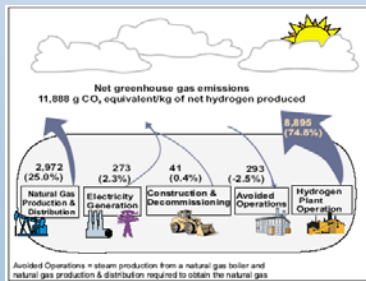 Net greenhouse gas emissions
11,888 g CO, equivalent/kg of net hydrogen produced
8,895
(74.8%)
2,972
(25.0%)
273
(2.3%)
41
(0.4%)
293
(-2.5%)
Natural Gas
Production &
Distribution
Electricity
Generation
Construction &
Decommissioning
Avoided
Operations
Hydrogen
Plant
Operation
Avoided Operations = steam production from a natural gas boiler and
natural gas production & distribution required to obtain the natural gas